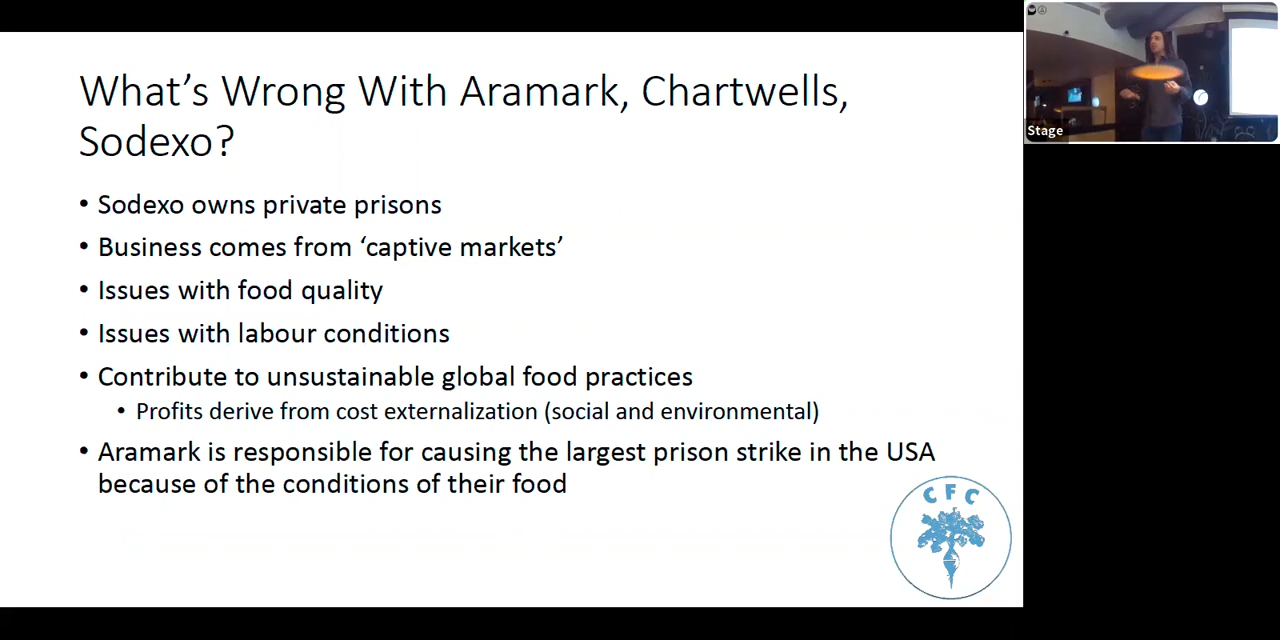 What's Wrong With Aramark, Chartwells,
Sodexo?
• Sodexo owns private prisons
• Business comes from ‘captive markets’
• Issues with food quality
• Issues with labour conditions
• Contribute to unsustainable global food practices
• Profits derive from cost externalization (social and environmental)
• Aramark is responsible for causing the largest prison strike in the USA
because of the conditions of their food
CFC
Stage